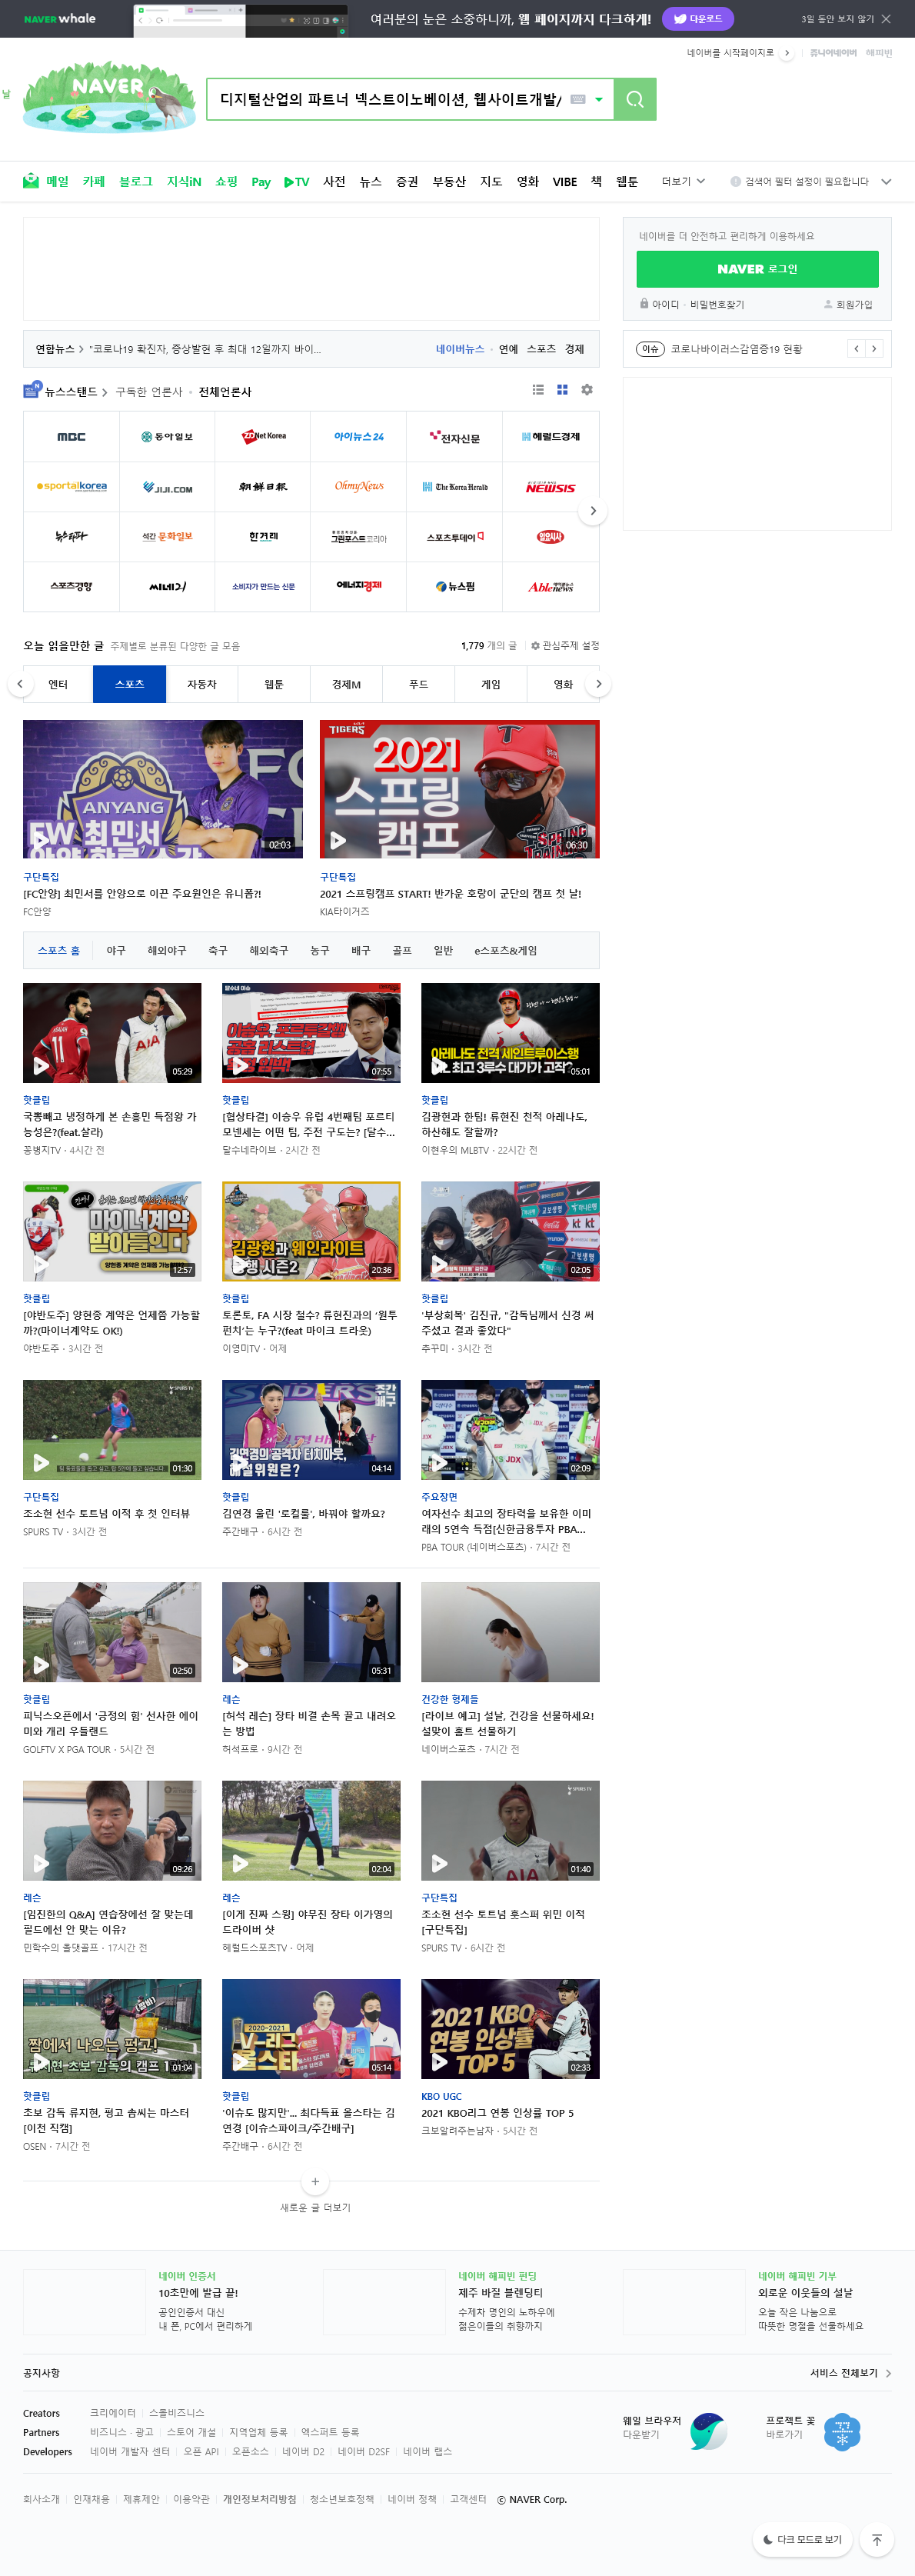 NAVER whale
여러분의 눈은 소중하니까, 웹 페이지까지 다크하게!
다운로드
3일 동안 보지 않기
네이버를 시작페이지로
쥬니어네이버 해피빈
날
NAVER
디지털산업의 파트너 넥스트이노베이션, 웹사이트개발/
메일 카페 블로그 지식iN 쇼핑 Pay TV 사전 뉴스 증권 부동산 지도 영화 VIBE 책 웹툰 더보기
검색어 필터 설정이 필요합니다
네이버를 더 안전하고 편리하게 이용하세요
NAVER 로그인
아이디 · 비밀번호찾기 회원가입
연합뉴스 "코로나19 확진자, 증상발현 후 최대 12일까지 바이...
네이버뉴스 · 연예 스포츠 경제
이슈 코로나바이러스감염증19 현황
뉴스스탠드 구독한 언론사 · 전체언론사
MBC 동아일보 ZDNet Korea 아이뉴스24 전자신문 헤럴드경제
sportalkorea JIJI.COM 朝鮮日報 OhmyNews The Korea Herald NEWSIS
뉴스타파 석간 문화일보 한겨레 그린포스트코리아 스포츠투데이 일요시사
스포츠경향 씨네21 소비자가 만드는 신문 에너지경제 뉴스핌 Ablenews
오늘 읽을만한 글 주제별로 분류된 다양한 글 모음
1,779 개의 글 관심주제 설정
엔터 스포츠 자동차 웹툰 경제M 푸드 게임 영화
ANYANG
FW 최민서
02:03
TIGERS
2021
스프링
캠프
SPRING
06:30
구단특집
[FC안양] 최민서를 안양으로 이끈 주요원인은 유니폼?!
FC안양
구단특집
2021 스프링캠프 START! 반가운 호랑이 군단의 캠프 첫 날!
KIA타이거즈
스포츠 홈 야구 해외야구 축구 해외축구 농구 배구 골프 일반 e스포츠&게임
AIA
05:29
달수네 이슈
07:55
아레나도 전격 세인트루이스행
05:01
핫클립
국뽕빼고 냉정하게 본 손흥민 득점왕 가
능성은?(feat.살라)
꽁병지TV · 4시간 전
핫클립
[협상타결] 이승우 유럽 4번째팀 포르티
모넨세는 어떤 팀, 주전 구도는? [달수...
달수네라이브 · 2시간 전
핫클립
김광현과 한팀! 류현진 천적 아레나도,
하산해도 잘할까?
이현우의 MLBTV · 22시간 전
마이너계약
받아들인다
12:57
김광현과 웨인라이트
시즌2
20:36
02:05
핫클립
[야반도주] 양현종 계약은 언제쯤 가능할
까?(마이너계약도 OK!)
야반도주 · 3시간 전
핫클립
토론토, FA 시장 철수? 류현진과의 '원투
펀치'는 누구?(feat 마이크 트라웃)
이영미TV · 어제
핫클립
'부상회복' 김진규, "감독님께서 신경 써
주셨고 결과 좋았다"
추꾸미 · 3시간 전
SPURS TV
01:30
주간배구
김연경의 공격자 터치아웃,
해설위원은?
04:14
JDX
02:09
구단특집
조소현 선수 토트넘 이적 후 첫 인터뷰
SPURS TV · 3시간 전
핫클립
김연경 울린 '로컬룰', 바꿔야 할까요?
주간배구 · 6시간 전
주요장면
여자선수 최고의 장타력을 보유한 이미
래의 5연속 득점[신한금융투자 PBA...
PBA TOUR (네이버스포츠) · 7시간 전
02:50
05:31
핫클립
피닉스오픈에서 '긍정의 힘' 선사한 에이
미와 개리 우들랜드
GOLFTV X PGA TOUR · 5시간 전
레슨
[허석 레슨] 장타 비결 손목 끌고 내려오
는 방법
허석프로 · 9시간 전
건강한 형제들
[라이브 예고] 설날, 건강을 선물하세요!
설맞이 홈트 선물하기
네이버스포츠 · 7시간 전
09:26
02:04
SPURS TV
AIA
01:40
레슨
[임진한의 Q&A] 연습장에선 잘 맞는데
필드에선 안 맞는 이유?
민학수의 올댓골프 · 17시간 전
레슨
[이게 진짜 스윙] 야무진 장타 이가영의
드라이버 샷
헤럴드스포츠TV · 어제
구단특집
조소현 선수 토트넘 훗스퍼 위민 이적
[구단특집]
SPURS TV · 6시간 전
짬에서 나오는 펑고!
01:04
2020-2021
V-리그
올스타
05:14
2021 KBO
연봉 인상률
TOP 5
02:33
핫클립
초보 감독 류지현, 펑고 솜씨는 마스터
[이전 직캠]
OSEN · 7시간 전
핫클립
'이슈도 많지만'... 최다득표 올스타는 김
연경 [이슈스파이크/주간배구]
주간배구 · 6시간 전
KBO UGC
2021 KBO리그 연봉 인상률 TOP 5
크보알려주는남자 · 5시간 전
새로운 글 더보기
네이버 인증서
10초만에 발급 끝!
공인인증서 대신
내 폰, PC에서 편리하게
네이버 해피빈 펀딩
제주 바질 블렌딩티
수제차 명인의 노하우에
젊은이들의 취향까지
네이버 해피빈 기부
외로운 이웃들의 설날
오늘 작은 나눔으로
따뜻한 명절을 선물하세요
공지사항
서비스 전체보기
Creators 크리에이터 스몰비즈니스
Partners 비즈니스 · 광고 스토어 개설 지역업체 등록 엑스퍼트 등록
Developers 네이버 개발자 센터 오픈 API 오픈소스 네이버 D2 네이버 D2SF 네이버 랩스
웨일 브라우저
다운받기
프로젝트 꽃
바로가기
회사소개 인재채용 제휴제안 이용약관 개인정보처리방침 청소년보호정책 네이버 정책 고객센터 ⓒ NAVER Corp.
다크 모드로 보기